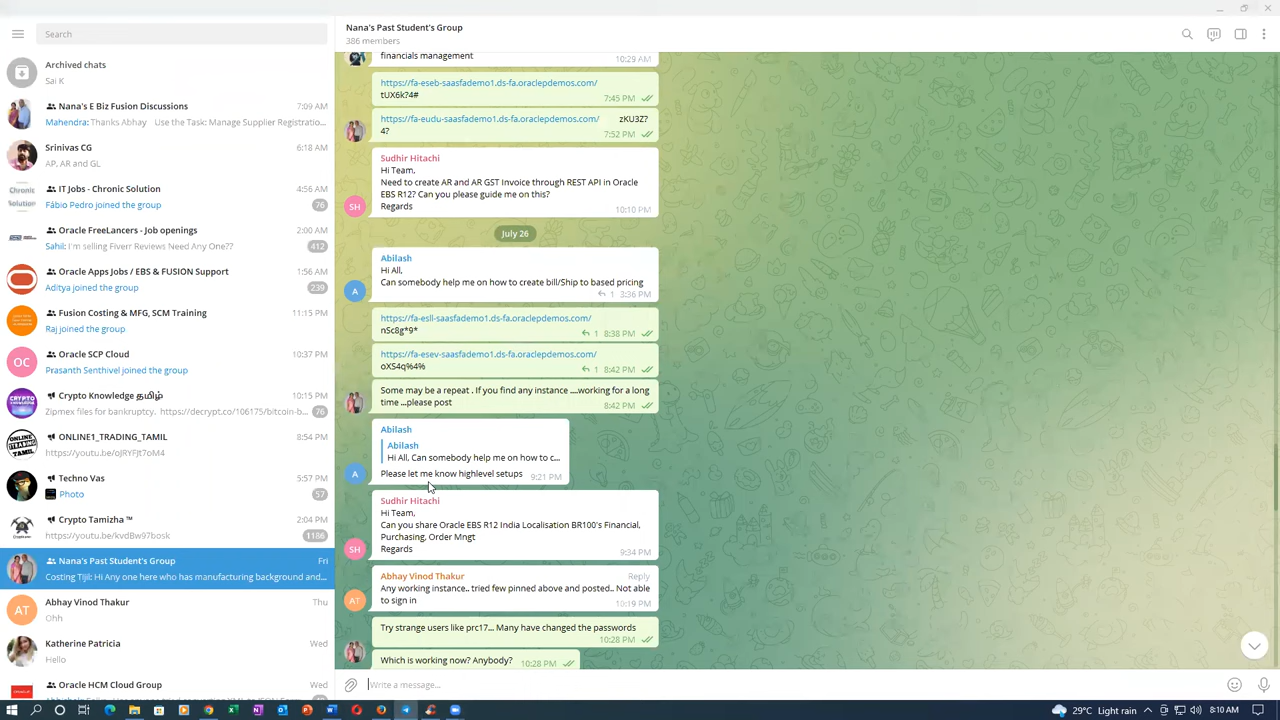 Search
Archived chats
Sai K
Nana's E Biz Fusion Discussions
7:09 AM
Mahendra: Thanks Abhay Use the Task: Manage Supplier Registratio...
Srinivas CG
6:18 AM
AP, AR and GL
IT Jobs - Chronic Solution
4:56 AM
Fábio Pedro joined the group
76
Chronic
Solution
Oracle FreeLancers - Job openings
2:00 AM
Sahil: I'm selling Fiverr Reviews Need Any One??
412
Oracle Apps Jobs / EBS & FUSION Support
1:56 AM
Aditya joined the group
239
Fusion Costing & MFG, SCM Training
11:15 PM
Raj joined the group
OC
Oracle SCP Cloud
10:37 PM
Prasanth Senthivel joined the group
Crypto Knowledge தமிழ்
10:15 PM
Zipmex files for bankruptcy. https://decrypt.co/106175/bitcoin-b...
76
ONLINE1_TRADING_TAMIL
8:54 PM
https://youtu.be/oJRYFJt7oM4
Techno Vas
5:57 PM
Photo
57
Crypto Tamizha ™
2:04 PM
https://youtu.be/kvdBw97bosk
1186
Nana's Past Student's Group
Fri
Costing Tijil: Hi Any one here who has manufacturing background and...
AT
Abhay Vinod Thakur
Thu
Ohh
Katherine Patricia
Wed
Hello
Oracle HCM Cloud Group
Wed
Nana's Past Student's Group
386 members
financials management
10:29 AM
https://fa-eseb-saasfademo1.ds-fa.oraclepdemos.com/
tUX6k?4#
7:45 PM
https://fa-eudu-saasfademo1.ds-fa.oraclepdemos.com/ zKU3Z?
4?
7:52 PM
Sudhir Hitachi
Hi Team,
Need to create AR and AR GST Invoice through REST API in Oracle
EBS R12? Can you please guide me on this?
Regards
10:10 PM
SH
July 26
Abilash
Hi All,
Can somebody help me on how to create bill/Ship to based pricing
1 3:36 PM
A
https://fa-esll-saasfademo1.ds-fa.oraclepdemos.com/
nSc8g*9*
1 8:38 PM
https://fa-esev-saasfademo1.ds-fa.oraclepdemos.com/
oXS4q%4%
1 8:42 PM
Some may be a repeat . If you find any instance ....working for a long
time ...please post
8:42 PM
Abilash
Abilash
Hi All, Can somebody help me on how to c...
Please let me know highlevel setups
9:21 PM
A
Sudhir Hitachi
Hi Team,
Can you share Oracle EBS R12 India Localisation BR100's Financial,
Purchasing, Order Mngt
Regards
9:34 PM
SH
Abhay Vinod Thakur
Reply
Any working instance.. tried few pinned above and posted.. Not able
to sign in
10:19 PM
AT
Try strange users like prc17... Many have changed the passwords
10:28 PM
Which is working now? Anybody?
10:28 PM
Write a message...
29°C Light rain
8:10 AM